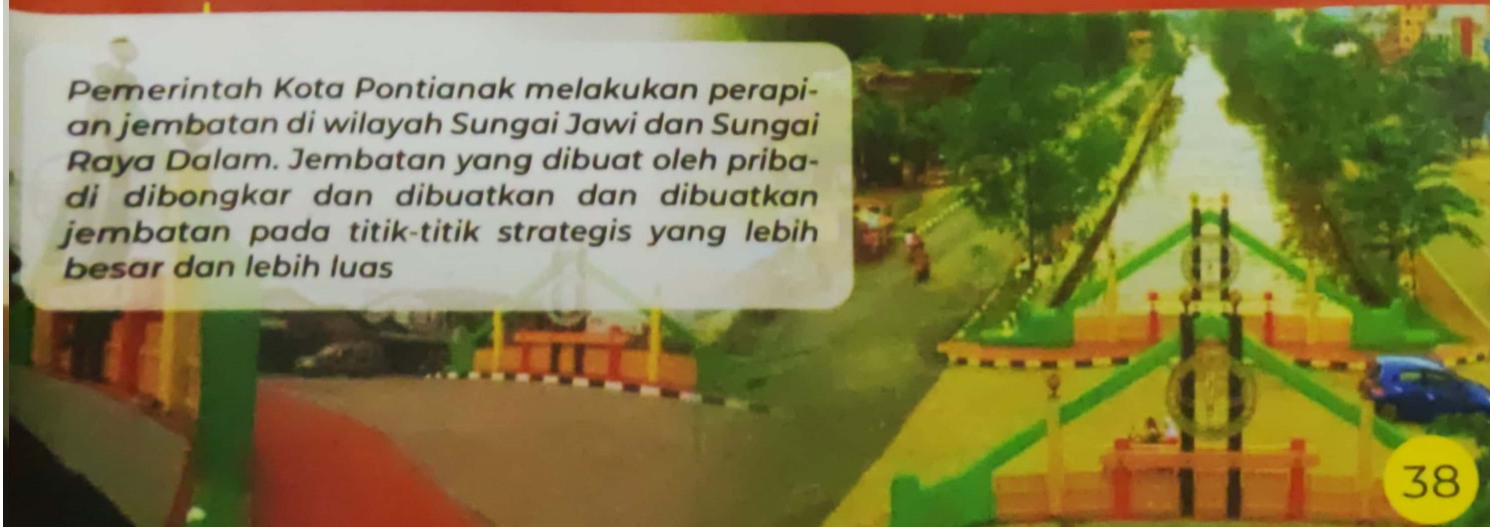 Pemerintah Kota Pontianak melakukan perapi-
an jembatan di wilayah Sungai Jawi dan Sungai
Raya Dalam. Jembatan yang dibuat oleh priba-
di dibongkar dan dibuatkan dan dibuatkan
jembatan pada titik-titik strategis yang lebih
besar dan lebih luas
38